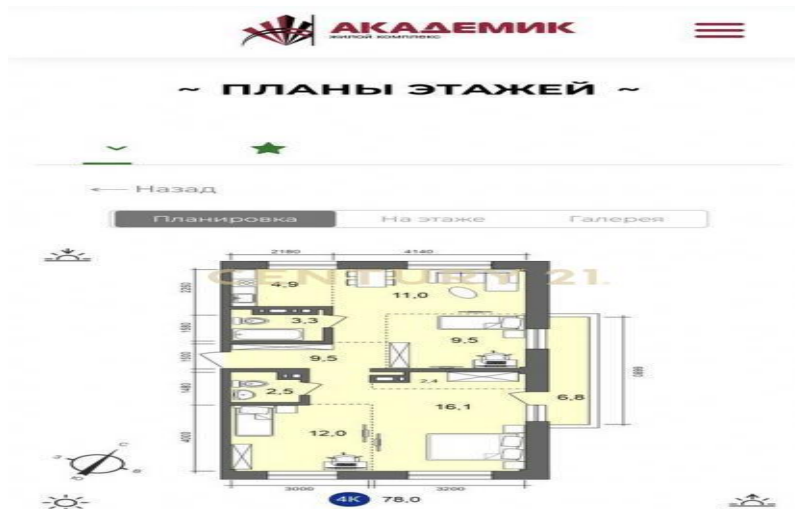 АКАДЕМИК
ЖИЛОЙ КОМПЛЕКС
~ ПЛАНЫ ЭТАЖЕЙ ~
← Назад
Планировка На этаже Галерея
2180 4140
CENTURY 21.
4,9 11,0
3,3
9,5 9,5
2,4
2,5 16,1 6,8
12,0
4000
3000 3200
4К 78,0